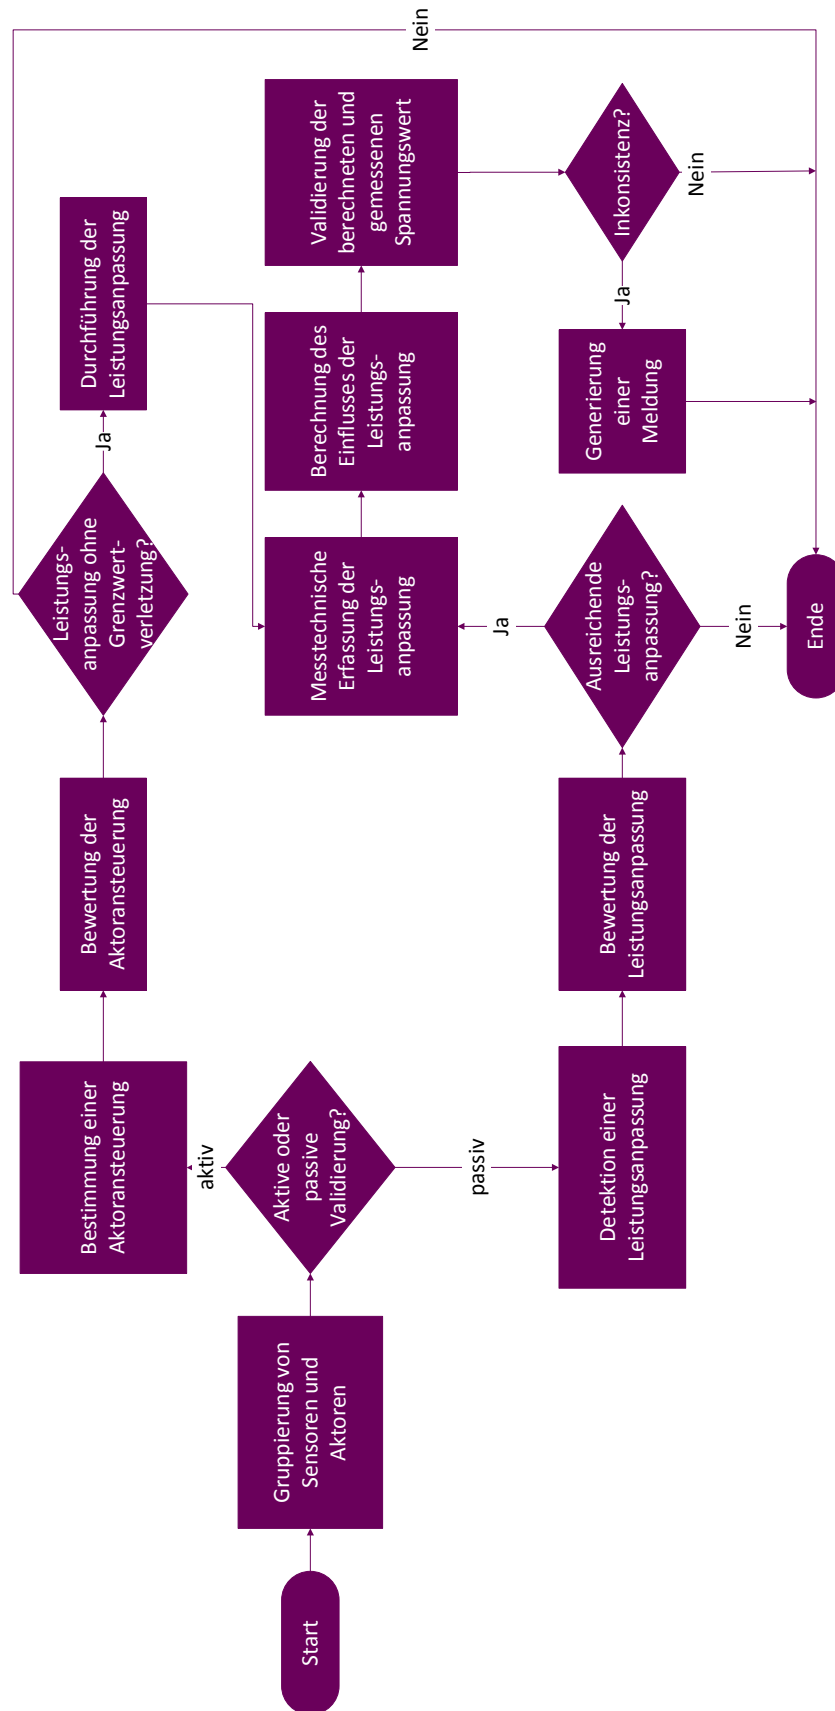 Start
Gruppierung von
Sensoren und
Aktoren
Aktive oder
passive
Validierung?
aktiv
Bestimmung einer
Aktoransteuerung
Bewertung der
Aktoransteuerung
Leistungs-
anpassung ohne
Grenzwert-
verletzung?
Ja
Durchführung der
Leistungsanpassung
Nein
passiv
Detektion einer
Leistungsanpassung
Bewertung der
Leistungsanpassung
Ausreichende
Leistungs-
anpassung?
Ja
Nein
Messtechnische
Erfassung der
Leistungs-
anpassung
Berechnung des
Einflusses der
Leistungs-
anpassung
Validierung der
berechneten und
gemessenen
Spannungswert
Inkonsistenz?
Ja
Nein
Generierung
einer
Meldung
Ende